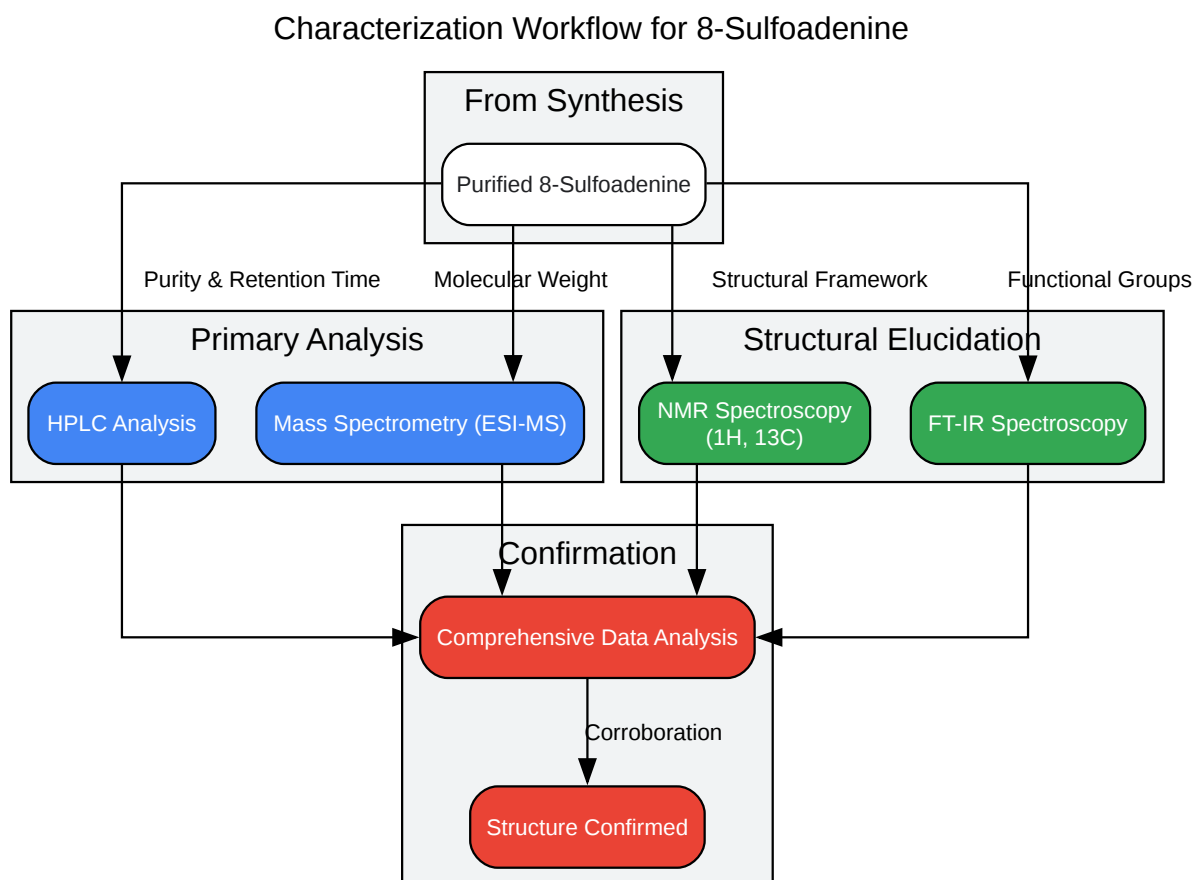 Characterization Workflow for 8-Sulfoadenine
From Synthesis
Purified 8-Sulfoadenine
Purity & Retention Time
Molecular Weight
Structural Framework
Functional Groups
Primary Analysis
Structural Elucidation
HPLC Analysis
Mass Spectrometry (ESI-MS)
NMR Spectroscopy
(1H, 13C)
FT-IR Spectroscopy
Confirmation
Comprehensive Data Analysis
Corroboration
Structure Confirmed